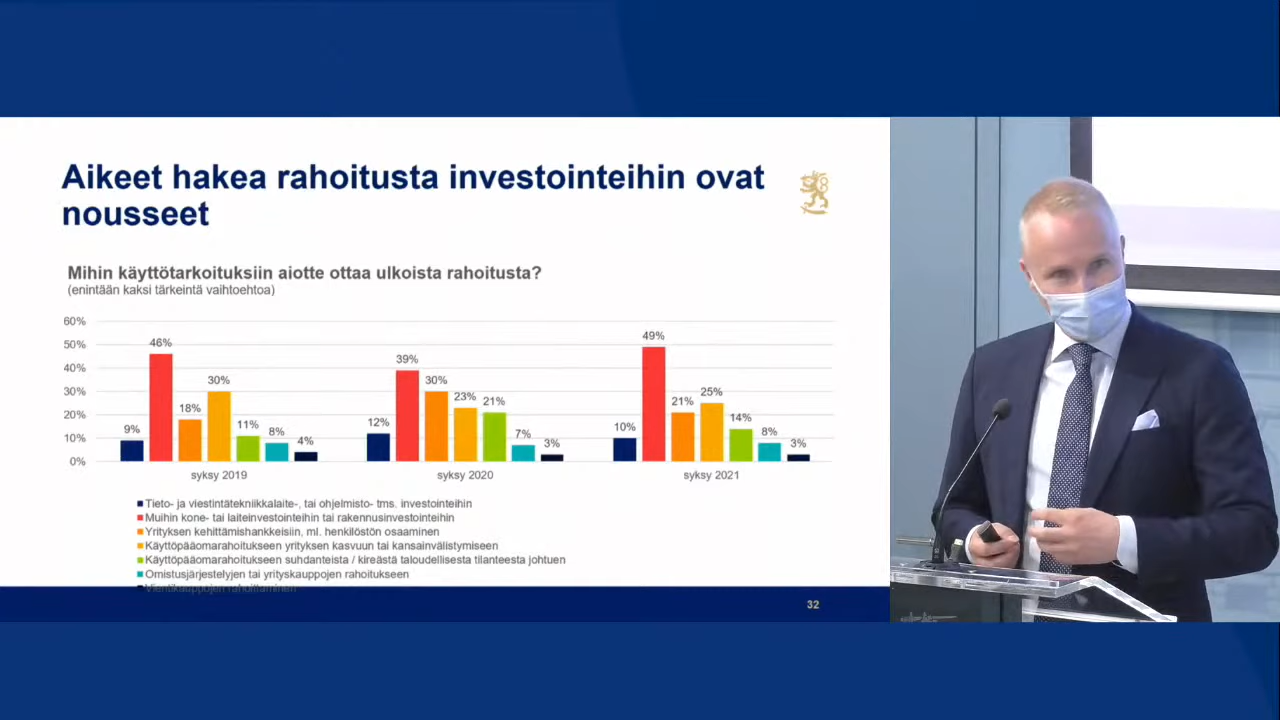 Aikeet hakea rahoitusta investointeihin ovat
nousseet
Mihin käyttötarkoituksiin aiotte ottaa ulkoista rahoitusta?
(enintään kaksi tärkeintä vaihtoehtoa)
60%
50%
40%
30%
20%
10%
0%
9%
46%
18%
30%
11%
8%
4%
12%
39%
30%
23%
21%
7%
3%
10%
49%
21%
25%
14%
8%
3%
syksy 2019
syksy 2020
syksy 2021
Tieto- ja viestintätekniikkalaite-, tai ohjelmisto- tms. investointeihin
Muihin kone- tai laiteinvestointeihin tai rakennusinvestointeihin
Yrityksen kehittämishankkeisiin, ml. henkilöstön osaaminen
Käyttöpääomarahoitukseen yrityksen kasvuun tai kansainvälistymiseen
Käyttöpääomarahoitukseen suhdanteista / kireästä taloudellisesta tilanteesta johtuen
Omistusjärjestelyjen tai yrityskauppojen rahoitukseen
Vientikauppojen rahoittaminen
32